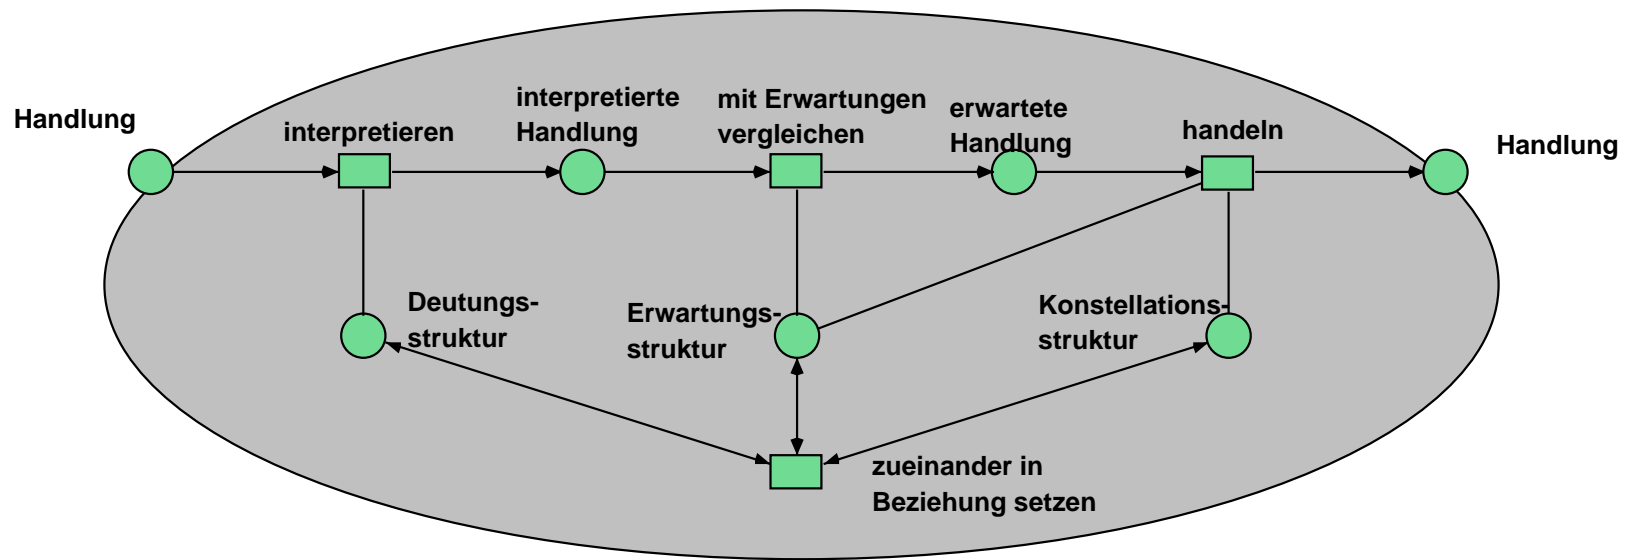 Handlung
interpretieren
interpretierte
Handlung
mit Erwartungen
vergleichen
erwartete
Handlung
handeln
Handlung
Deutungs-
struktur
Erwartungs-
struktur
Konstellations-
struktur
zueinander in
Beziehung setzen